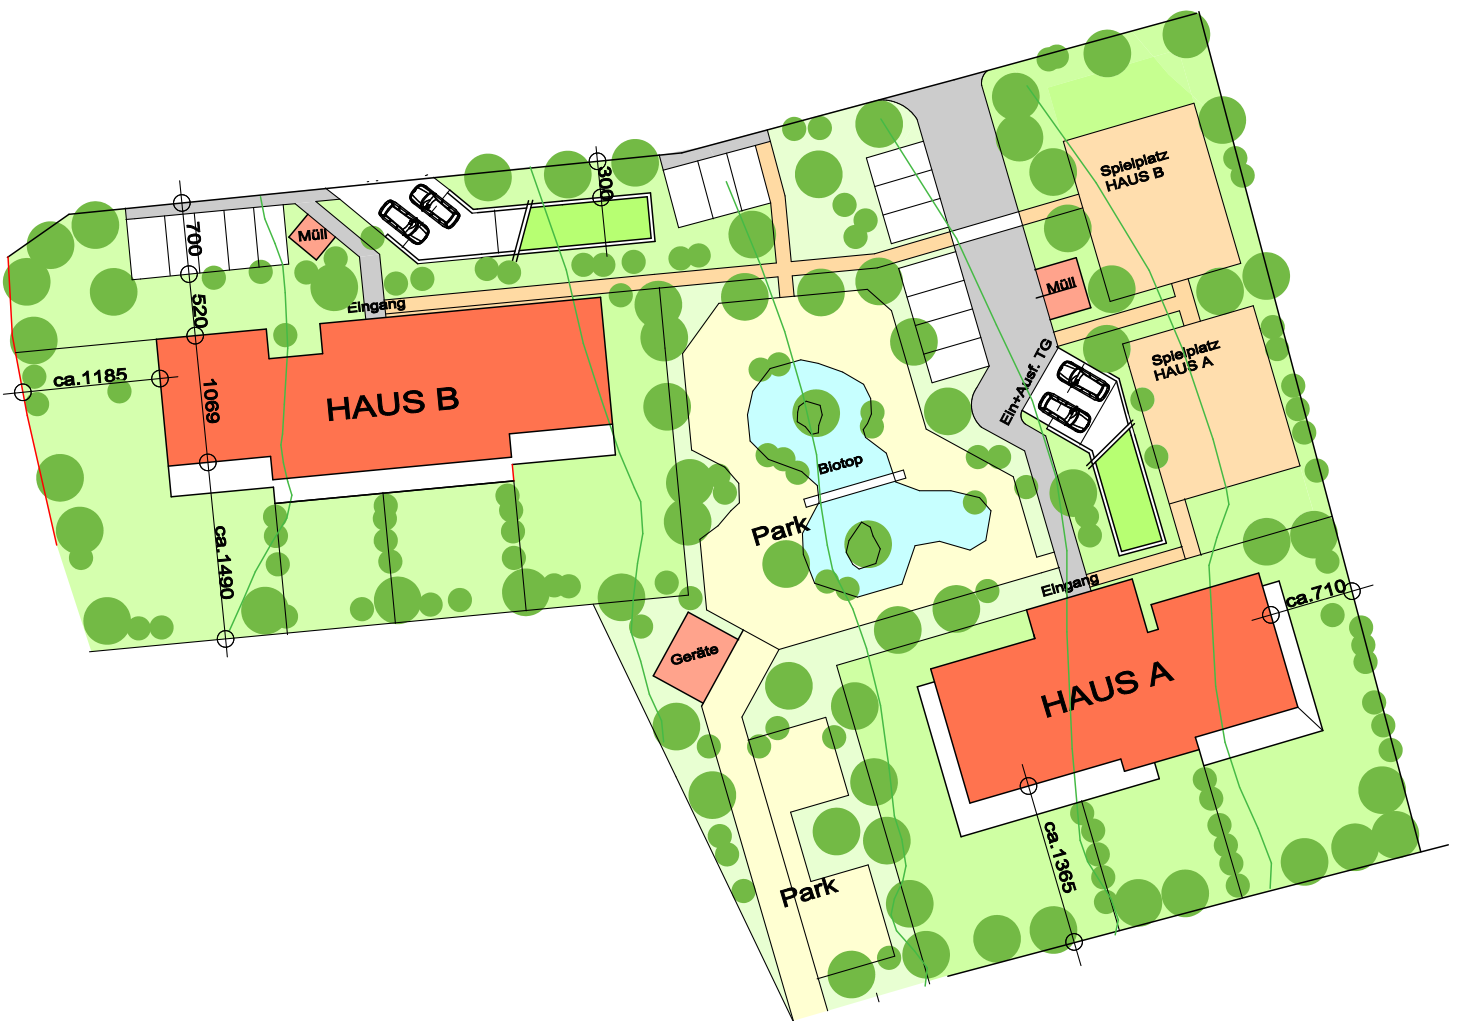 300
Spielplatz
HAUS B
700
Müll
Müll
Eingang
520
Ein+Ausf. TG
Spielplatz
HAUS A
ca.1185
1069
HAUS B
Biotop
Park
ca.1490
Eingang
ca.710
Geräte
HAUS A
ca.1365
Park